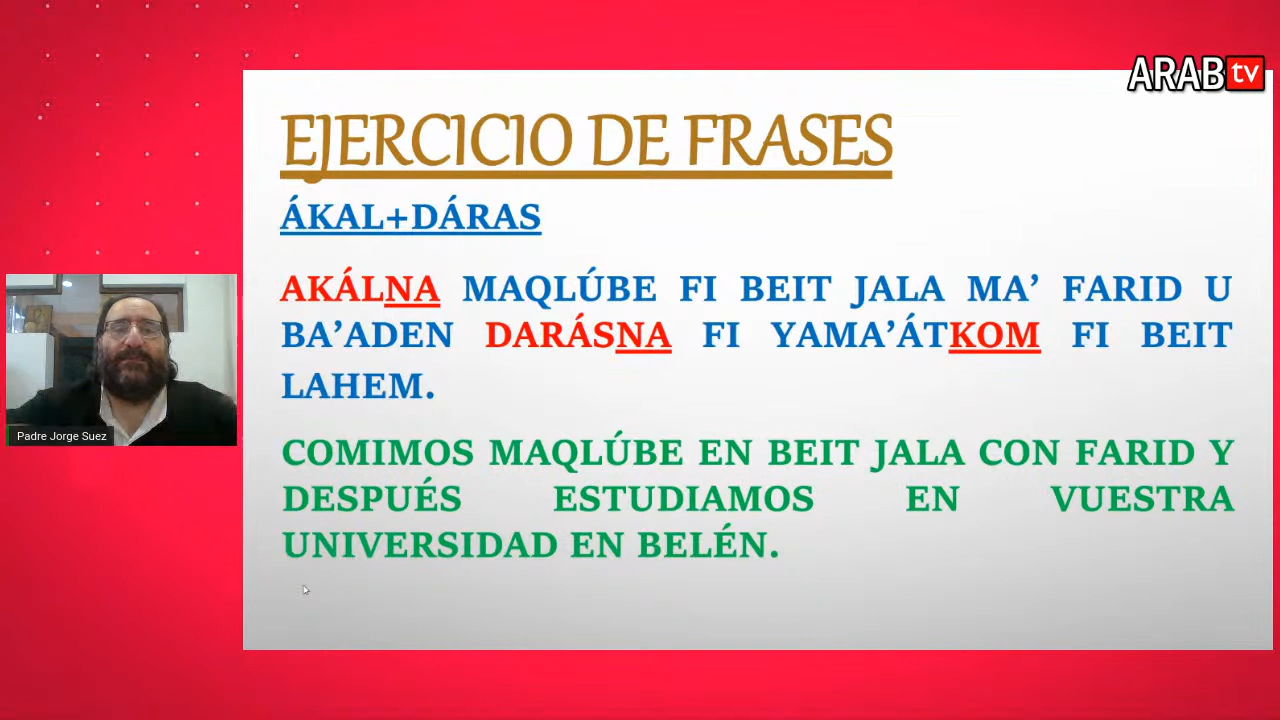 ARAB tv
EJERCICIO DE FRASES
ÁKAL+DÁRAS
AKÁLNA MAQLÚBE FI BEIT JALA MA’ FARID U
BA’ADEN DARÁSNA FI YAMA’ÁTKOM FI BEIT
LAHEM.
COMIMOS MAQLÚBE EN BEIT JALA CON FARID Y
DESPUÉS ESTUDIAMOS EN VUESTRA
UNIVERSIDAD EN BELÉN.
Padre Jorge Suez